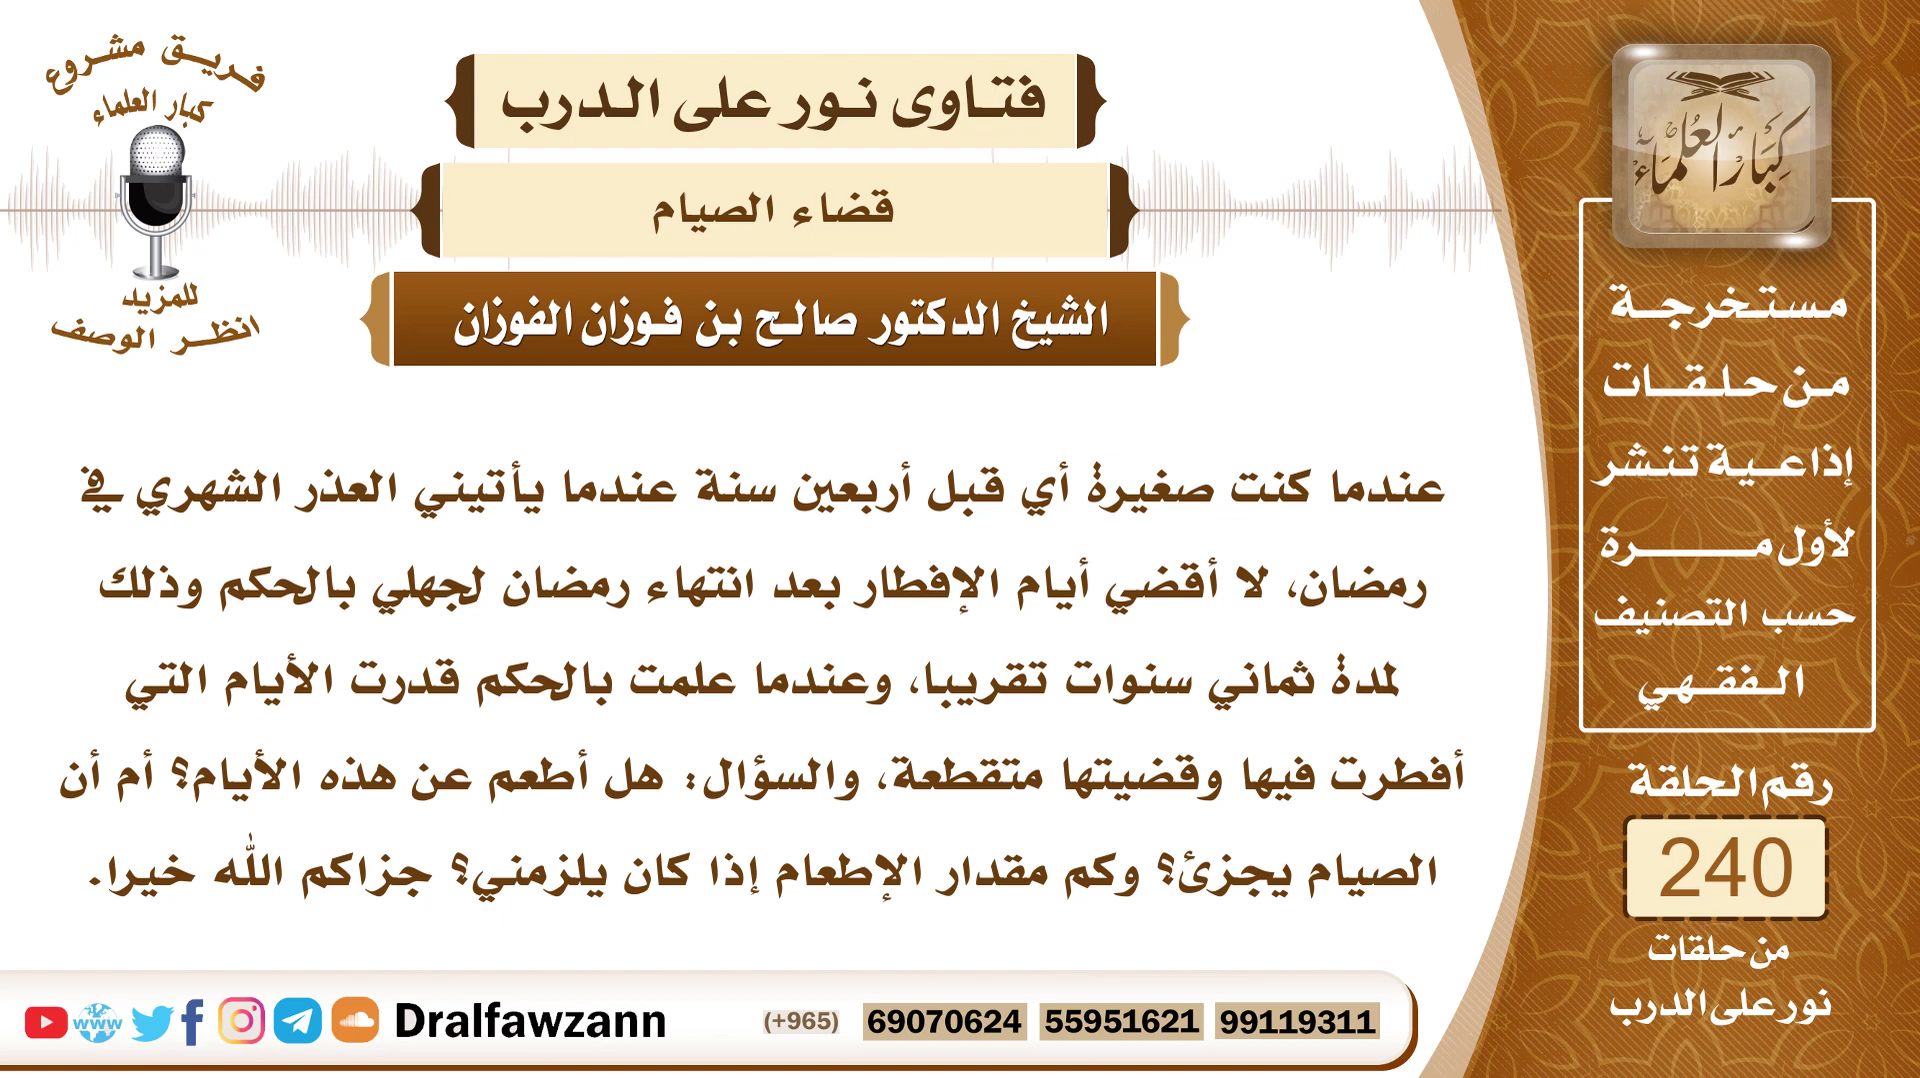 فريق مشروع
كبار العلماء
للمزيد
انظر الوصف
فتاوى نور على الدرب
قضاء الصيام
الشيخ الدكتور صالح بن فوزان الفوزان
عندما كنت صغيرة أي قبل أربعين سنة عندما يأتيني العذر الشهري في
رمضان، لا أقضي أيام الإفطار بعد انتهاء رمضان لجهلي بالحكم وذلك
لمدة ثماني سنوات تقريبا، وعندما علمت بالحكم قدرت الأيام التي
أفطرت فيها وقضيتها متقطعة، والسؤال: هل أطعم عن هذه الأيام؟ أم أن
الصيام يجزئ؟ وكم مقدار الإطعام إذا كان يلزمني؟ جزاكم الله خيرا.
كِبَار العُلَمَاء
مستخرجة
من حلقات
إذاعية تنشر
لأول مرة
حسب التصنيف
الفقهي
رقم الحلقة
240
من حلقات
نور على الدرب
www
Dralfawzann (+965) 69070624 55951621 99119311